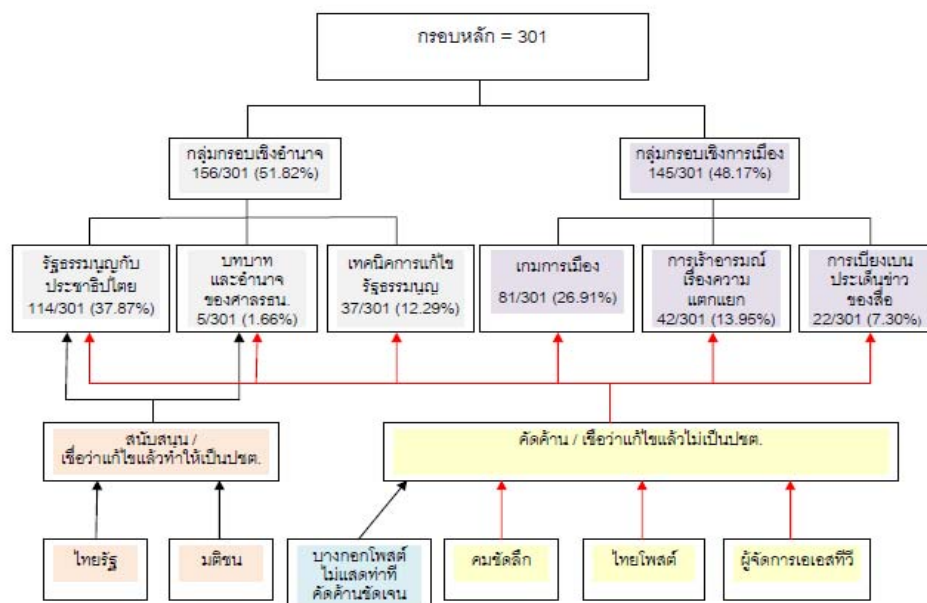 กรอบหลัก = 301
กลุ่มกรอบเชิงอำนาจ
156/301 (51.82%)
กลุ่มกรอบเชิงการเมือง
145/301 (48.17%)
รัฐธรรมนูญกับ
ประชาธิปไตย
114/301 (37.87%)
บทบาท
และอำนาจ
ของศาลรธน.
5/301 (1.66%)
เทคนิคการแก้ไข
รัฐธรรมนูญ
37/301 (12.29%)
เกมการเมือง
81/301 (26.91%)
การเร้าอารมณ์
เรื่องความ
แตกแยก
42/301 (13.95%)
การเบี่ยงเบน
ประเด็นข่าว
ของสื่อ
22/301 (7.30%)
สนับสนุน /
เชื่อว่าแก้ไขแล้วทำให้เป็นปชต.
คัดค้าน / เชื่อว่าแก้ไขแล้วไม่เป็นปชต.
ไทยรัฐ
มติชน
บางกอกโพสต์
ไม่แสดท่าที
คัดค้านชัดเจน
คมชัดลึก
ไทยโพสต์
ผู้จัดการเอเอสทีวี